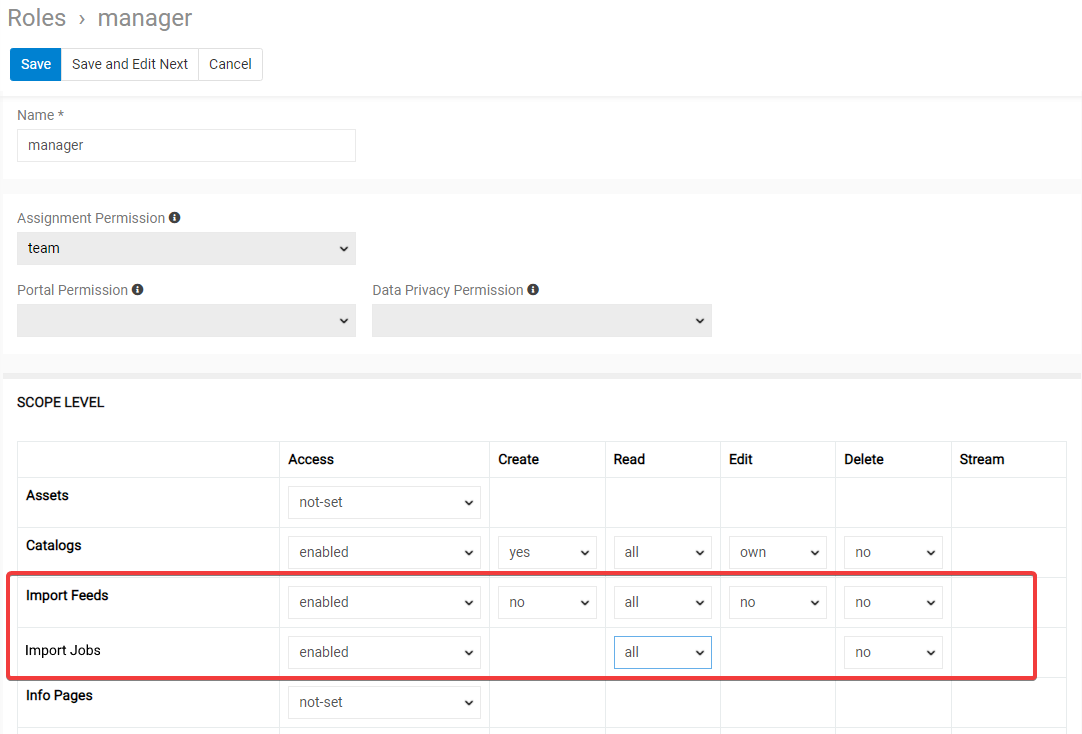 Roles › manager
Save Save and Edit Next Cancel
Name *
manager
Assignment Permission
team
Portal Permission Data Privacy Permission
SCOPE LEVEL
Access Create Read Edit Delete Stream
Assets not-set
Catalogs enabled yes all own no
Import Feeds enabled no all no no
Import Jobs enabled all no
Info Pages not-set